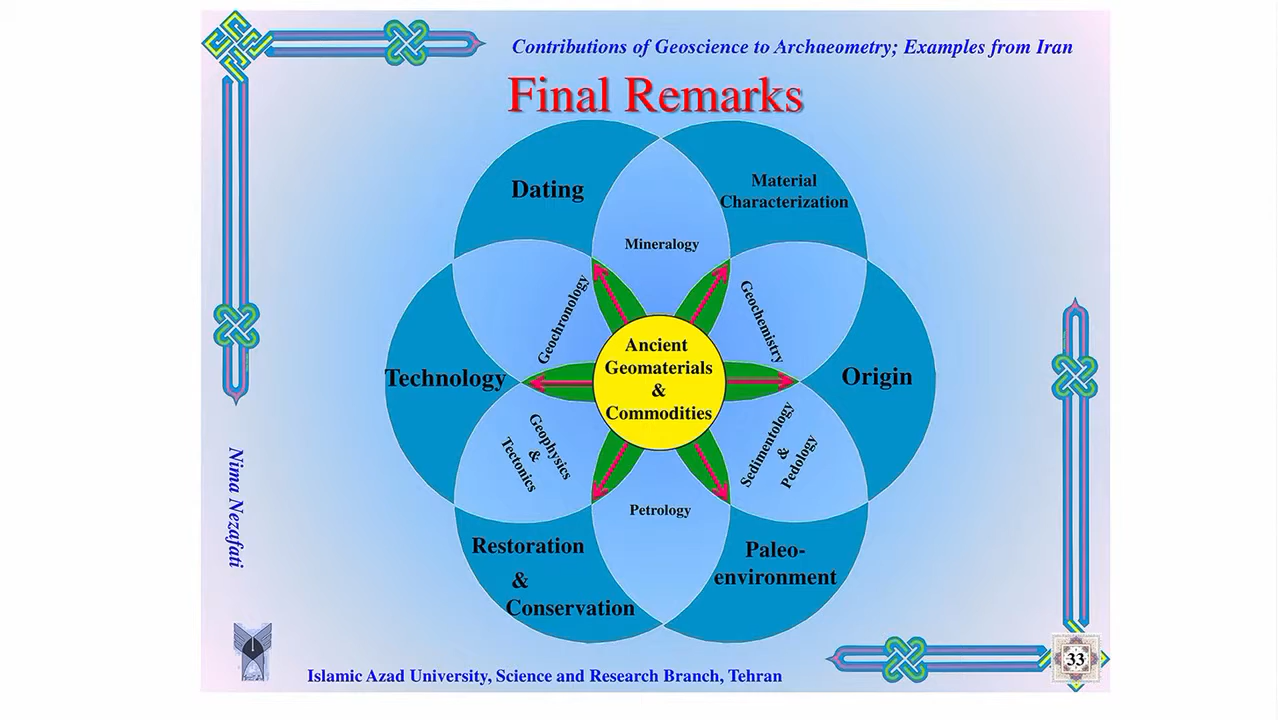 Contributions of Geoscience to Archaeometry; Examples from Iran
Final Remarks
Dating
Material
Characterization
Mineralogy
Geochronology
Geochemistry
Ancient
Geomaterials
&
Commodities
Technology
Origin
Geophysics
&
Tectonics
Sedimentology
&
Pedology
Petrology
Restoration
&
Conservation
Paleo-
environment
Nima Nezafati
Islamic Azad University, Science and Research Branch, Tehran
33